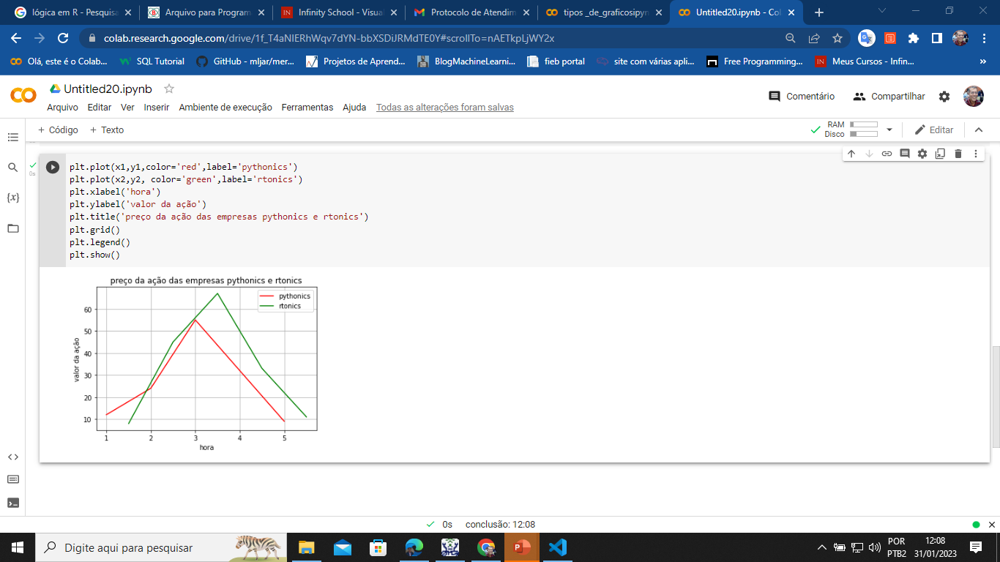 lógica em R - Pesquisa
Arquivo para Program
Infinity School - Visual
Protocolo de Atendim
tipos _de_graficosipyn
Untitled20.ipynb - Col
colab.research.google.com/drive/1f_T4aNIERhWqv7dYN-bbXSDiJRMdTE0Y#scrollTo=nAETkpLjWY2x
Olá, este é o Colab...
SQL Tutorial
GitHub - mljar/mer...
Projetos de Aprend...
BlogMachineLearni...
fieb portal
site com várias apli...
Free Programming...
Meus Cursos - Infin...
»
Untitled20.ipynb
Comentário
Compartilhar
Arquivo Editar Ver Inserir Ambiente de execução Ferramentas Ajuda Todas as alterações foram salvas
+ Código + Texto
RAM
Disco
Editar
{x}
0s
plt.plot(x1,y1,color='red',label='pythonics')
plt.plot(x2,y2, color='green',label='rtonics')
plt.xlabel('hora')
plt.ylabel('valor da ação')
plt.title('preço da ação das empresas pythonics e rtonics')
plt.grid()
plt.legend()
plt.show()
preço da ação das empresas pythonics e rtonics
pythonics
rtonics
valor da ação
60
50
40
30
20
10
1 2 3 4 5
hora
0s conclusão: 12:08
Digite aqui para pesquisar
POR
PTB2
12:08
31/01/2023